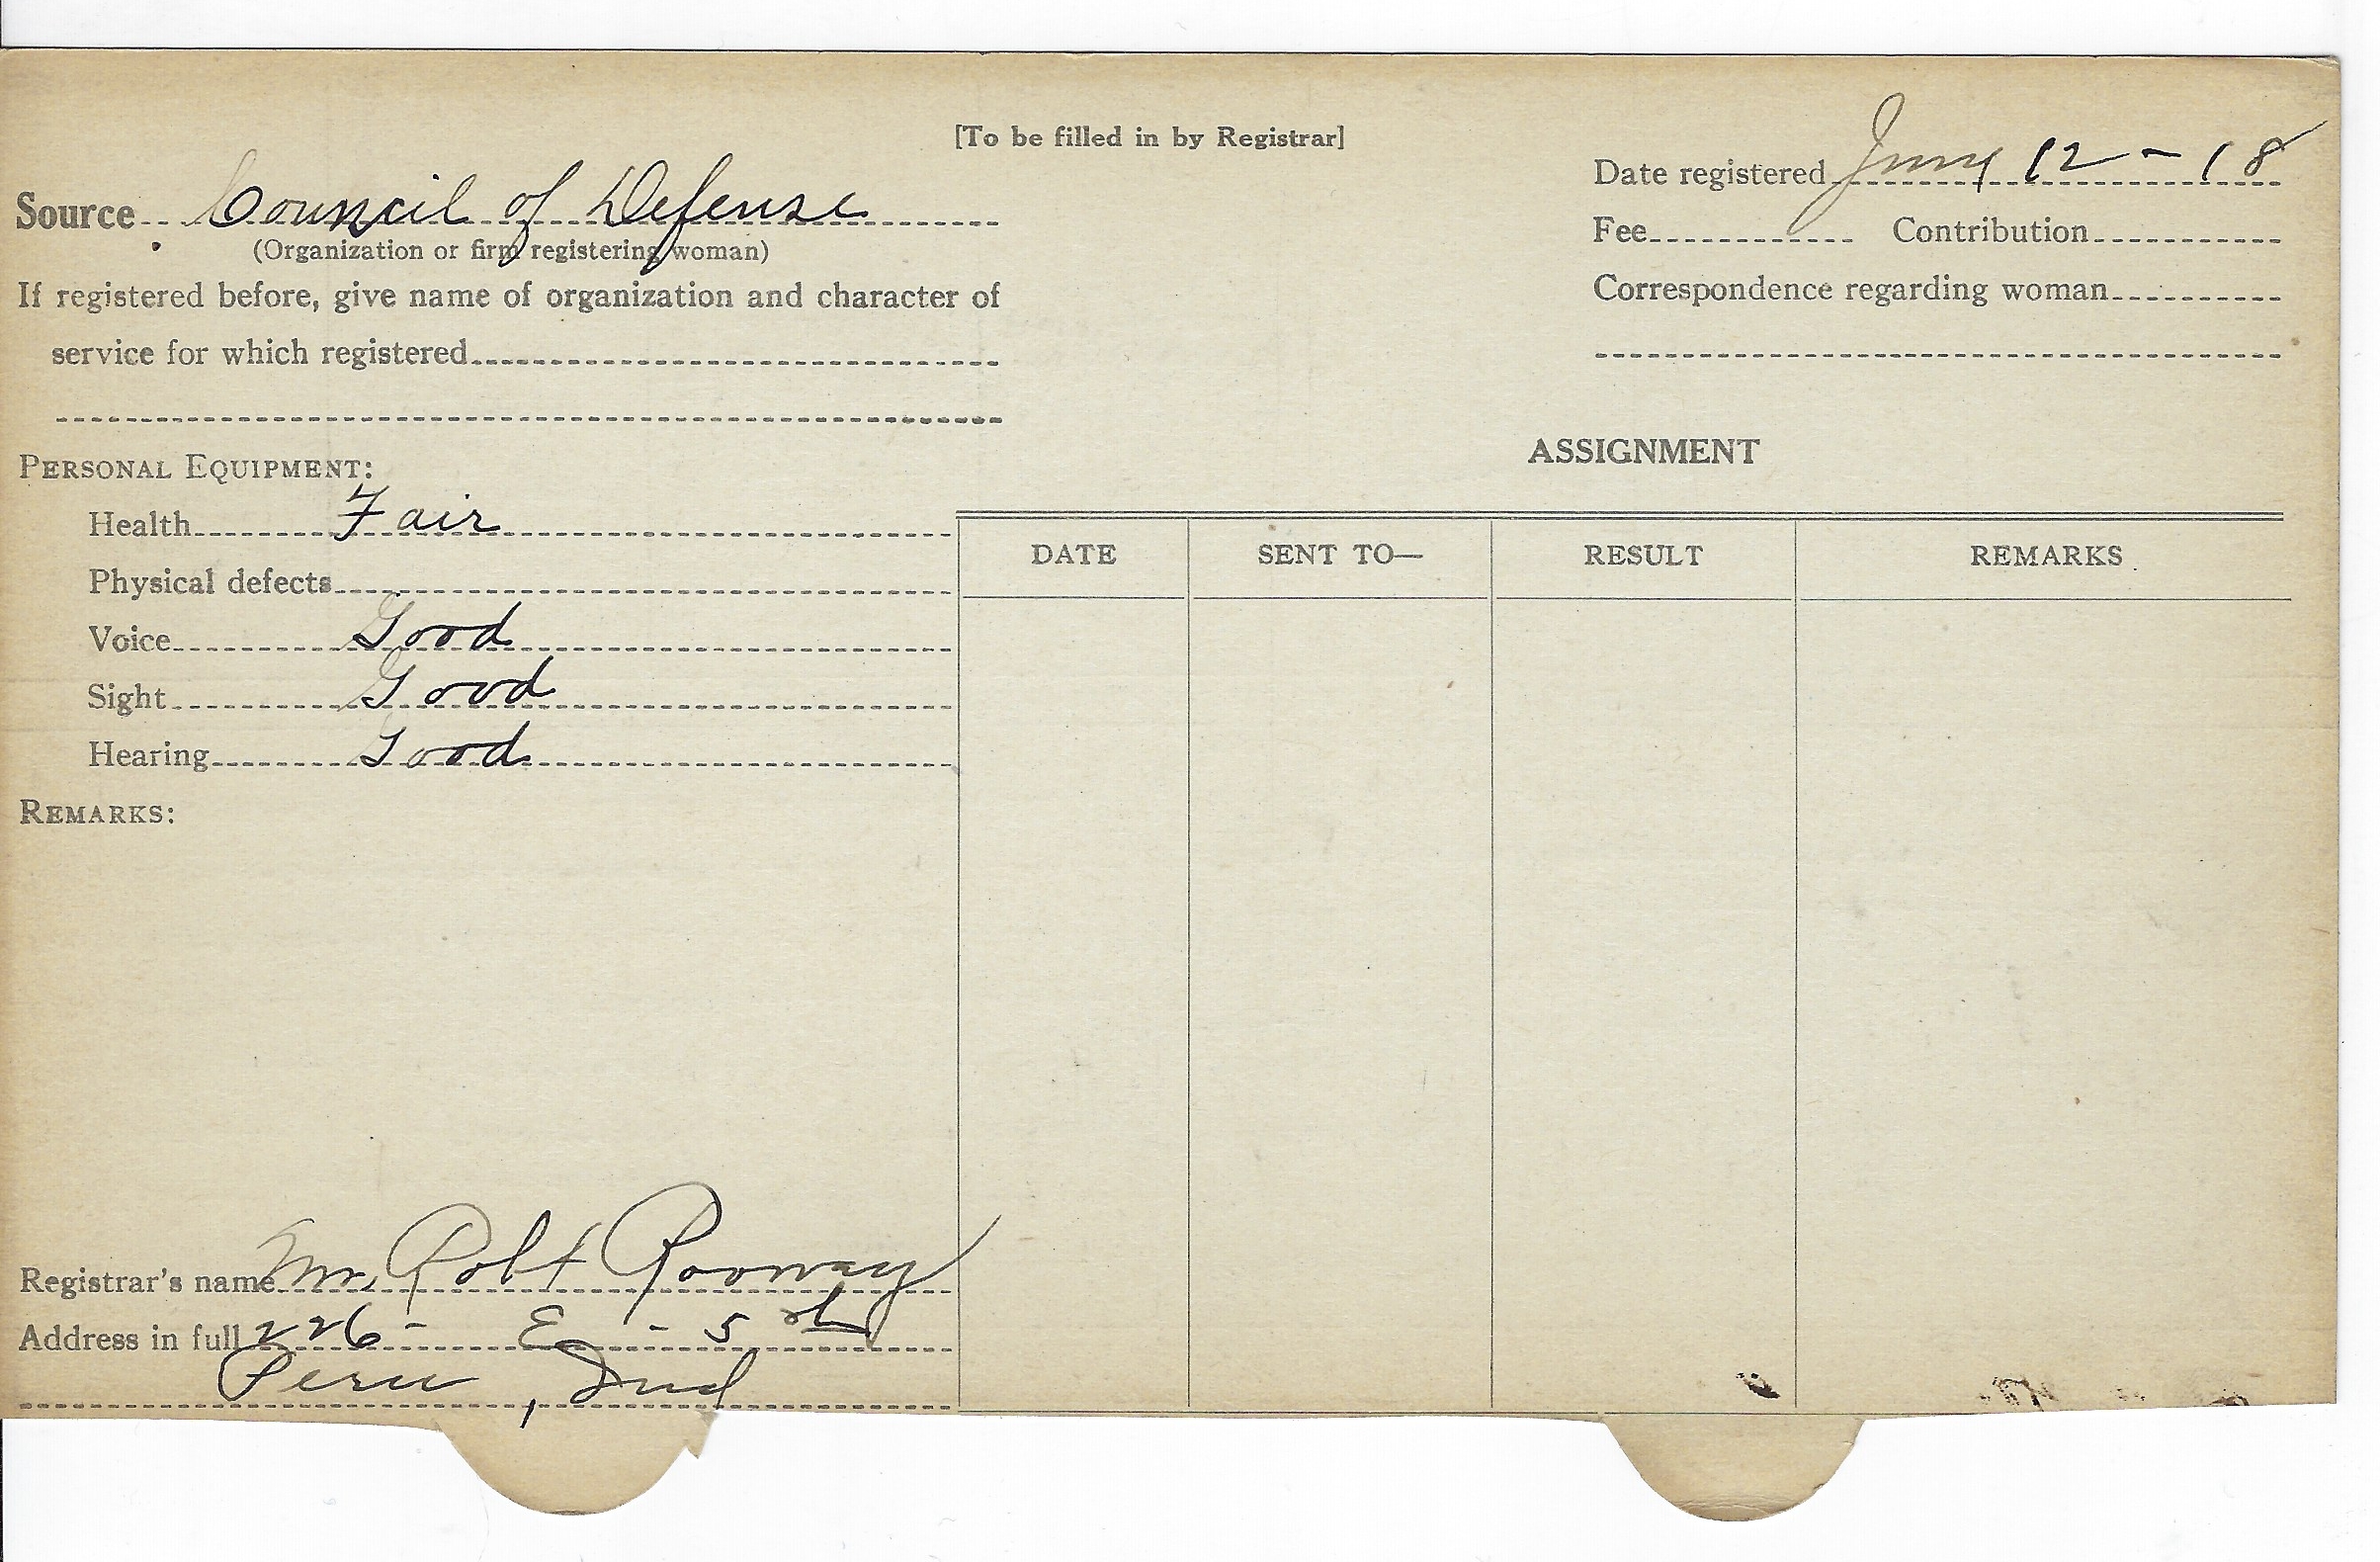 [To be filled in by Registrar]
Source Council of Defense
(Organization or firm registering woman)
If registered before, give name of organization and character of
service for which registered
Date registered 12 - 18
Fee Contribution
Correspondence regarding woman
PERSONAL EQUIPMENT:
Health Fair
Physical defects
Voice Good
Sight Good
Hearing Good
REMARKS:
ASSIGNMENT
DATE SENT TO— RESULT REMARKS
Registrar's name Robt
Address in full 226 - E - 5th
Peru, Ind